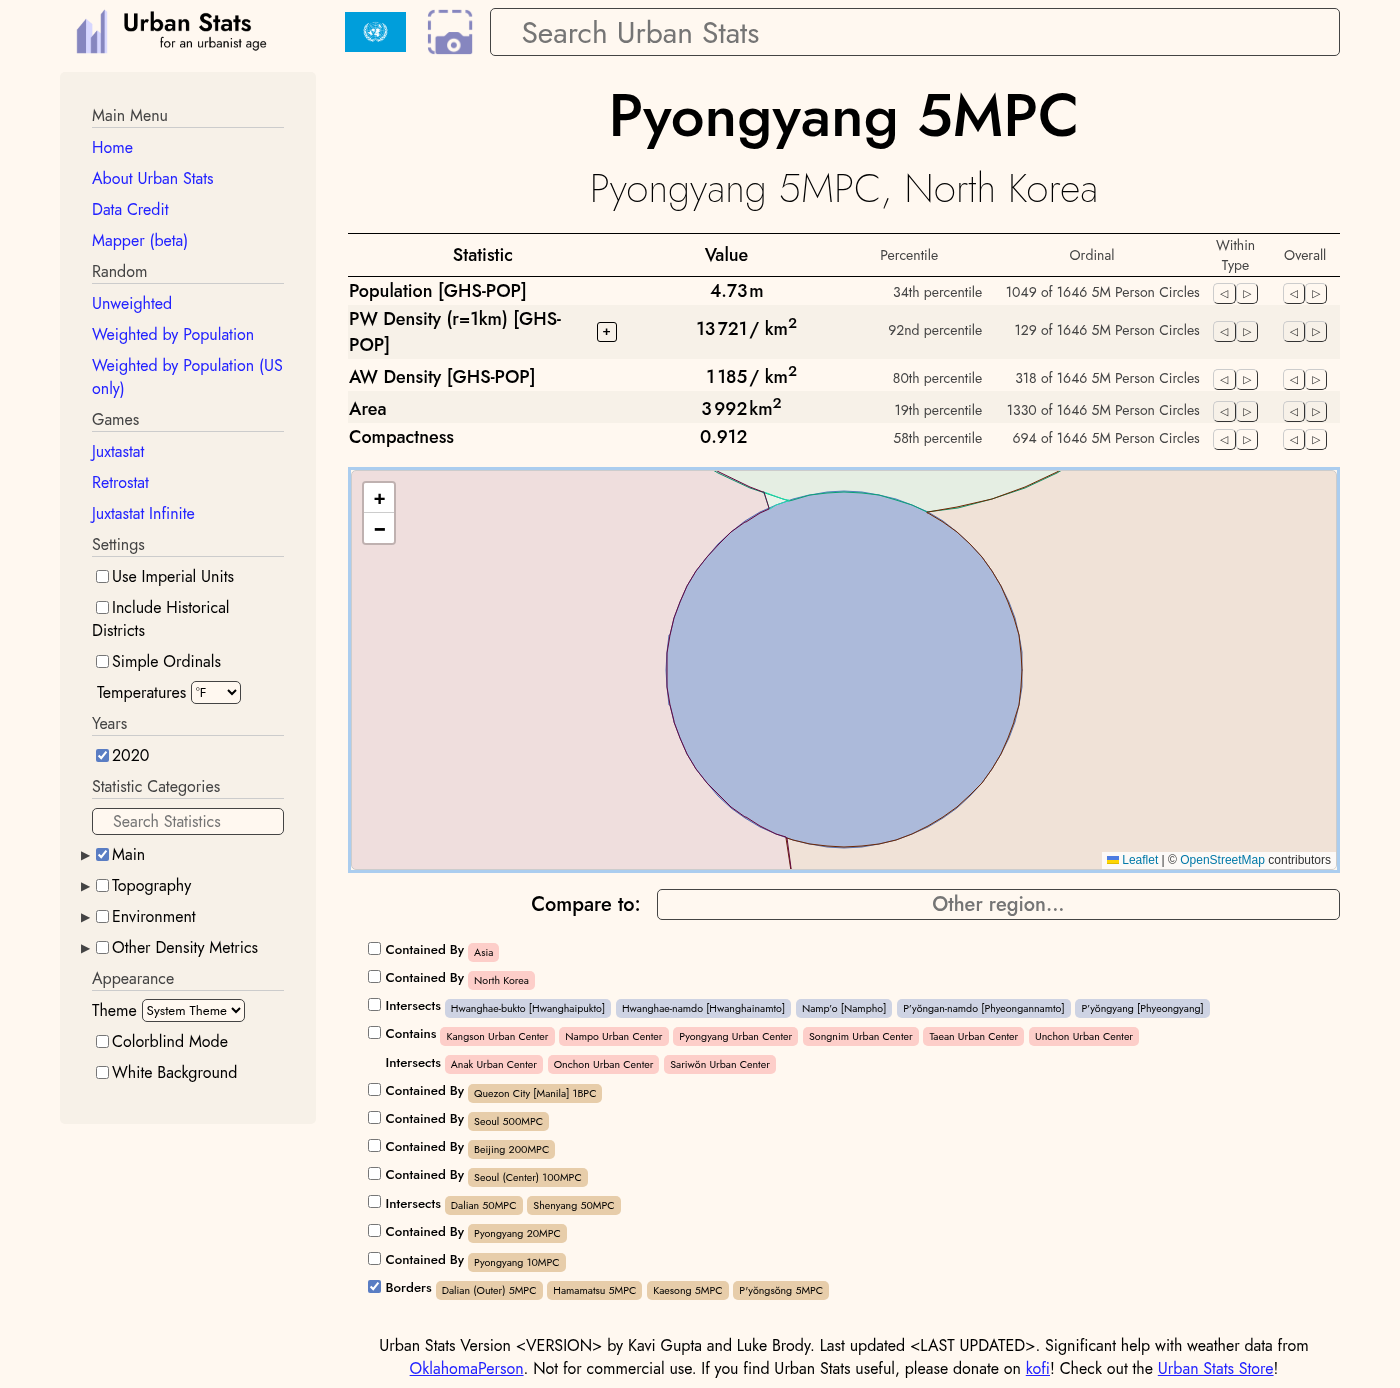 Urban Stats
for an urbanist age
Search Urban Stats
Main Menu
Home
About Urban Stats
Data Credit
Mapper (beta)
Random
Unweighted
Weighted by Population
Weighted by Population (US
only)
Games
Juxtastat
Retrostat
Juxtastat Infinite
Settings
Use Imperial Units
Include Historical
Districts
Simple Ordinals
Temperatures °F
Years
2020
Statistic Categories
Search Statistics
Main
Topography
Environment
Other Density Metrics
Appearance
Theme System Theme
Colorblind Mode
White Background
Pyongyang 5MPC
Pyongyang 5MPC, North Korea
Statistic Value Percentile Ordinal Within Type Overall
Population [GHS-POP] 4.73 m 34th percentile 1049 of 1646 5M Person Circles
PW Density (r=1km) [GHS-
POP] + 13 721 / km² 92nd percentile 129 of 1646 5M Person Circles
AW Density [GHS-POP] 1 185 / km² 80th percentile 318 of 1646 5M Person Circles
Area 3 992 km² 19th percentile 1330 of 1646 5M Person Circles
Compactness 0.912 58th percentile 694 of 1646 5M Person Circles
+
−
Leaflet | © OpenStreetMap contributors
Compare to: Other region...
Contained By Asia
Contained By North Korea
Intersects Hwanghae-bukto [Hwanghaipukto] Hwanghae-namdo [Hwanghainamto] Namp'o [Nampho] P'yŏngan-namdo [Phyeongannamto] P'yŏngyang [Phyeongyang]
Contains Kangson Urban Center Nampo Urban Center Pyongyang Urban Center Songnim Urban Center Taean Urban Center Unchon Urban Center
Intersects Anak Urban Center Onchon Urban Center Sariwŏn Urban Center
Contained By Quezon City [Manila] 1BPC
Contained By Seoul 500MPC
Contained By Beijing 200MPC
Contained By Seoul (Center) 100MPC
Intersects Dalian 50MPC Shenyang 50MPC
Contained By Pyongyang 20MPC
Contained By Pyongyang 10MPC
Borders Dalian (Outer) 5MPC Hamamatsu 5MPC Kaesong 5MPC P'yŏngsŏng 5MPC
Urban Stats Version <VERSION> by Kavi Gupta and Luke Brody. Last updated <LAST UPDATED>. Significant help with weather data from
OklahomaPerson. Not for commercial use. If you find Urban Stats useful, please donate on kofi! Check out the Urban Stats Store!